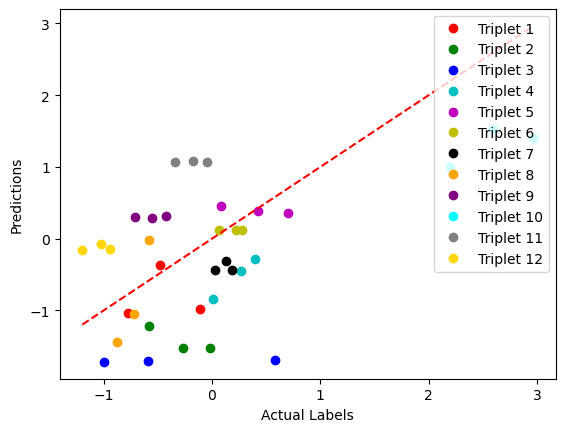 3
2
1
0
−1
−1
0
1
2
3
Predictions
Actual Labels
Triplet 1
Triplet 2
Triplet 3
Triplet 4
Triplet 5
Triplet 6
Triplet 7
Triplet 8
Triplet 9
Triplet 10
Triplet 11
Triplet 12